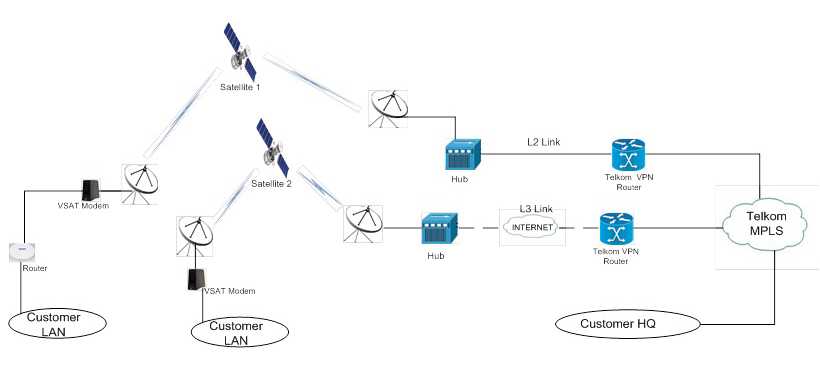 Satellite 1
L2 Link
Hub
Telkom VPN
Router
Satellite 2
VSAT Modem
L3 Link
INTERNET
Telkom
MPLS
Hub
Telkom VPN
Router
Router
VSAT Modem
Customer
LAN
Customer
LAN
Customer HQ